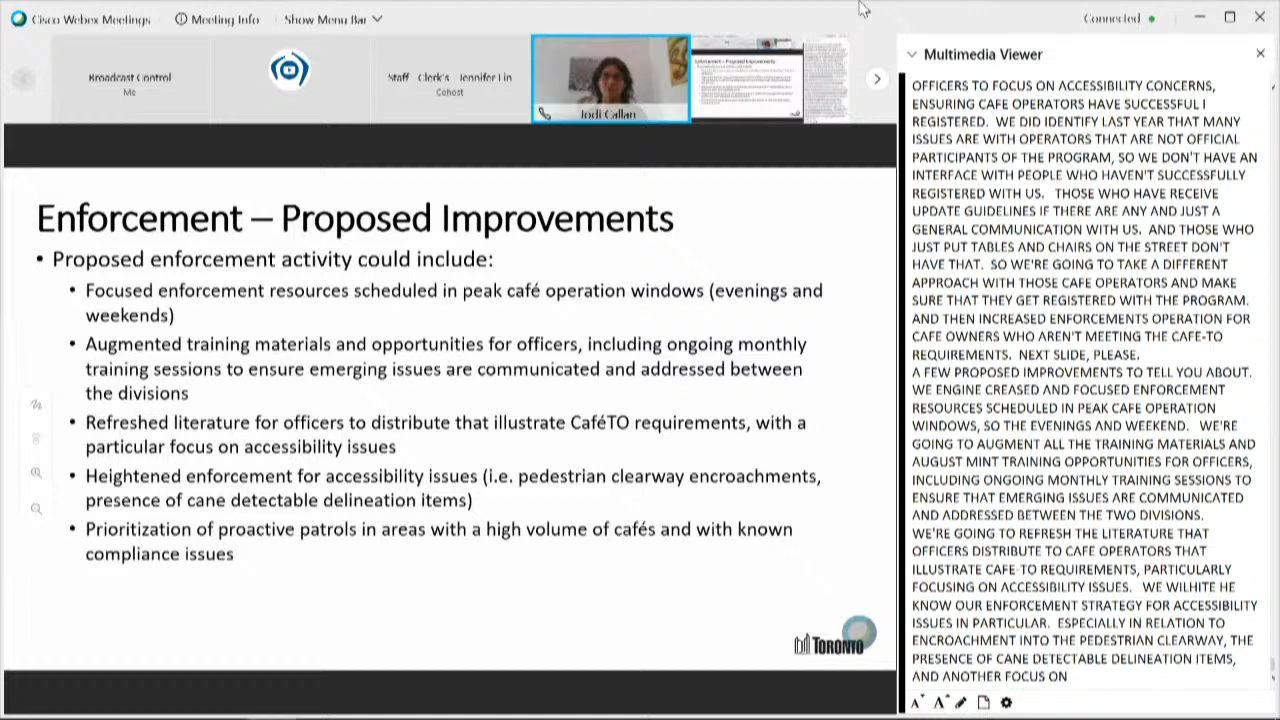 Cisco Webex Meetings
Meeting Info
Show Menu Bar
Connected
Control
Staff Clerk's Jennifer Lin
Cohost
Jodi Callan
Enforcement – Proposed Improvements
Enforcement – Proposed Improvements
• Proposed enforcement activity could include:
• Focused enforcement resources scheduled in peak café operation windows (evenings and
weekends)
• Augmented training materials and opportunities for officers, including ongoing monthly
training sessions to ensure emerging issues are communicated and addressed between
the divisions
• Refreshed literature for officers to distribute that illustrate CaféTO requirements, with a
particular focus on accessibility issues
• Heightened enforcement for accessibility issues (i.e. pedestrian clearway encroachments,
presence of cane detectable delineation items)
• Prioritization of proactive patrols in areas with a high volume of cafés and with known
compliance issues
TORONTO
Multimedia Viewer
OFFICERS TO FOCUS ON ACCESSIBILITY CONCERNS,
ENSURING CAFE OPERATORS HAVE SUCCESSFUL I
REGISTERED. WE DID IDENTIFY LAST YEAR THAT MANY
ISSUES ARE WITH OPERATORS THAT ARE NOT OFFICIAL
PARTICIPANTS OF THE PROGRAM, SO WE DON'T HAVE AN
INTERFACE WITH PEOPLE WHO HAVEN'T SUCCESSFULLY
REGISTERED WITH US. THOSE WHO HAVE RECEIVE
UPDATE GUIDELINES IF THERE ARE ANY AND JUST A
GENERAL COMMUNICATION WITH US. AND THOSE WHO
JUST PUT TABLES AND CHAIRS ON THE STREET DON'T
HAVE THAT. SO WE'RE GOING TO TAKE A DIFFERENT
APPROACH WITH THOSE CAFE OPERATORS AND MAKE
SURE THAT THEY GET REGISTERED WITH THE PROGRAM.
AND THEN INCREASED ENFORCEMENTS OPERATION FOR
CAFE OWNERS WHO AREN'T MEETING THE CAFE-TO
REQUIREMENTS. NEXT SLIDE, PLEASE.
A FEW PROPOSED IMPROVEMENTS TO TELL YOU ABOUT.
WE ENGINE CREASED AND FOCUSED ENFORCEMENT
RESOURCES SCHEDULED IN PEAK CAFE OPERATION
WINDOWS, SO THE EVENINGS AND WEEKEND. WE'RE
GOING TO AUGMENT ALL THE TRAINING MATERIALS AND
AUGUST MINT TRAINING OPPORTUNITIES FOR OFFICERS,
INCLUDING ONGOING MONTHLY TRAINING SESSIONS TO
ENSURE THAT EMERGING ISSUES ARE COMMUNICATED
AND ADDRESSED BETWEEN THE TWO DIVISIONS.
WE'RE GOING TO REFRESH THE LITERATURE THAT
OFFICERS DISTRIBUTE TO CAFE OPERATORS THAT
ILLUSTRATE CAFE-TO REQUIREMENTS, PARTICULARLY
FOCUSING ON ACCESSIBILITY ISSUES. WE WILHITE HE
KNOW OUR ENFORCEMENT STRATEGY FOR ACCESSIBILITY
ISSUES IN PARTICULAR. ESPECIALLY IN RELATION TO
ENCROACHMENT INTO THE PEDESTRIAN CLEARWAY, THE
PRESENCE OF CANE DETECTABLE DELINEATION ITEMS,
AND ANOTHER FOCUS ON